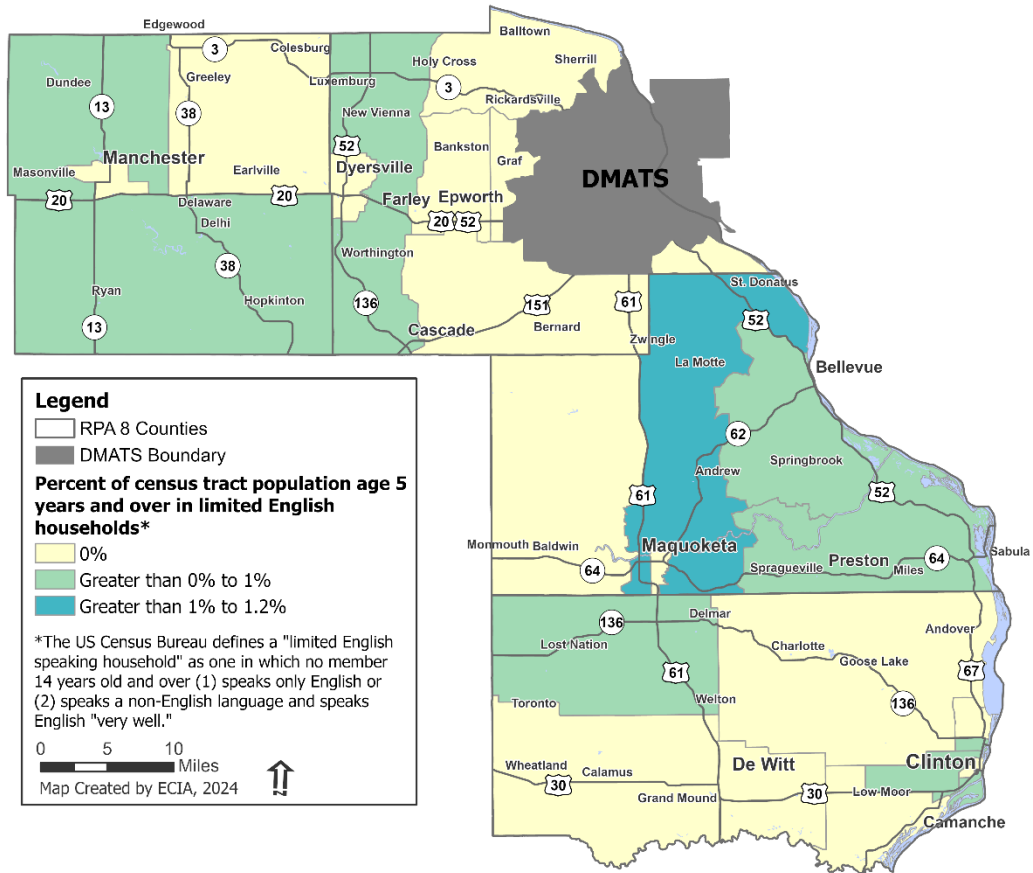 Edgewood
Balltown
3
Colesburg
Sherrill
Holy Cross
Dundee
Greeley
Luxemburg
3
Rickardsville
13
38
New Vienna
52
Bankston
Manchester
Graf
Masonville
Earlville
Dyersville
DMATS
20
Delaware
20
Farley
Epworth
Delhi
20
52
Worthington
38
St. Donatus
Ryan
Hopkinton
136
151
61
52
13
Cascade
Bernard
Zwingle
La Motte
Bellevue
Legend
RPA 8 Counties
DMATS Boundary
Percent of census tract population age 5
years and over in limited English
households*
0%
Greater than 0% to 1%
Greater than 1% to 1.2%
*The US Census Bureau defines a "limited English
speaking household" as one in which no member
14 years old and over (1) speaks only English or
(2) speaks a non-English language and speaks
English "very well."
0 5 10
Miles
Map Created by ECIA, 2024
62
Springbrook
Andrew
61
52
Monmouth
Baldwin
Maquoketa
Sabula
64
Spragueville
Preston
Miles
64
136
Delmar
Andover
Lost Nation
Charlotte
Goose Lake
61
67
Toronto
Welton
136
Wheatland
Calamus
De Witt
Clinton
30
Grand Mound
30
Low Moor
Camanche